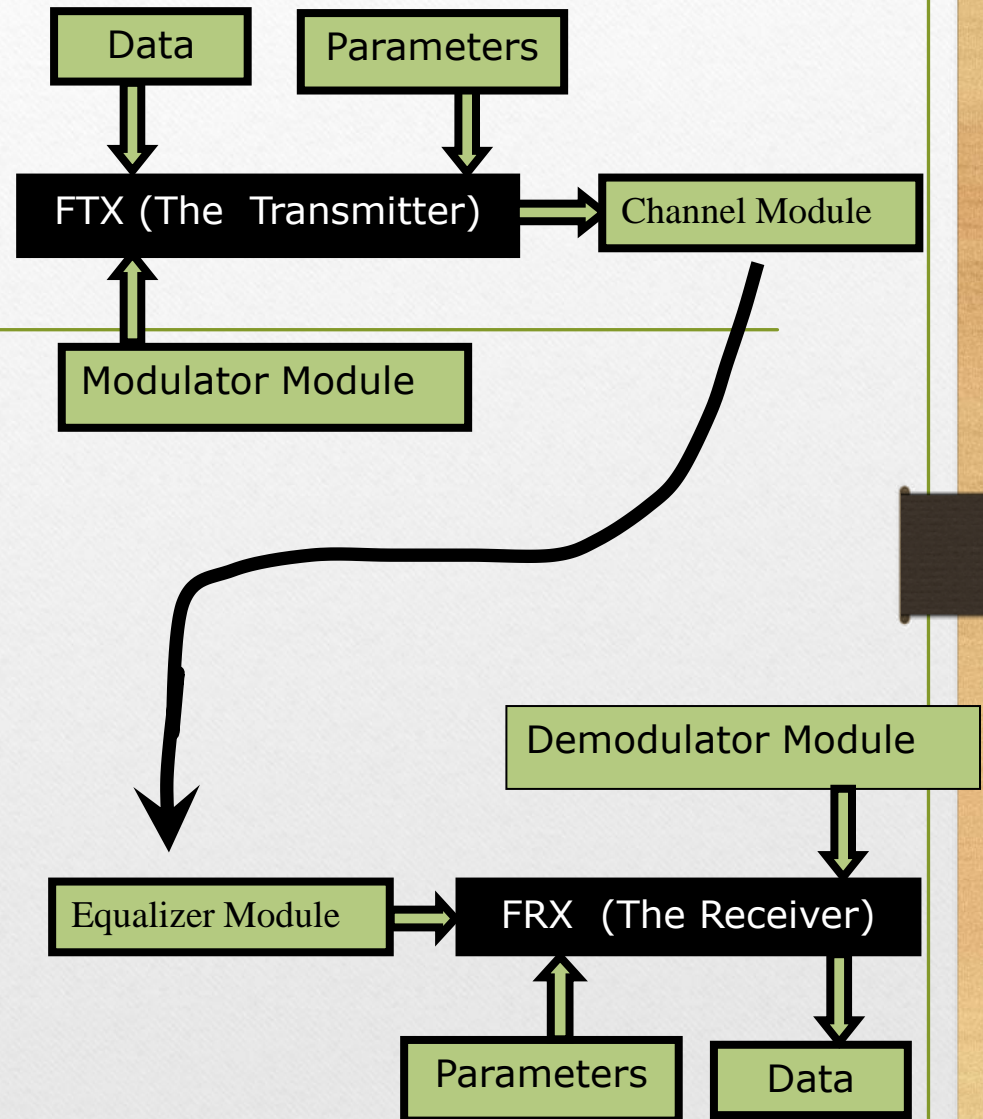 Data
Parameters
FTX (The Transmitter)
Channel Module
Modulator Module
Demodulator Module
Equalizer Module
FRX (The Receiver)
Parameters
Data